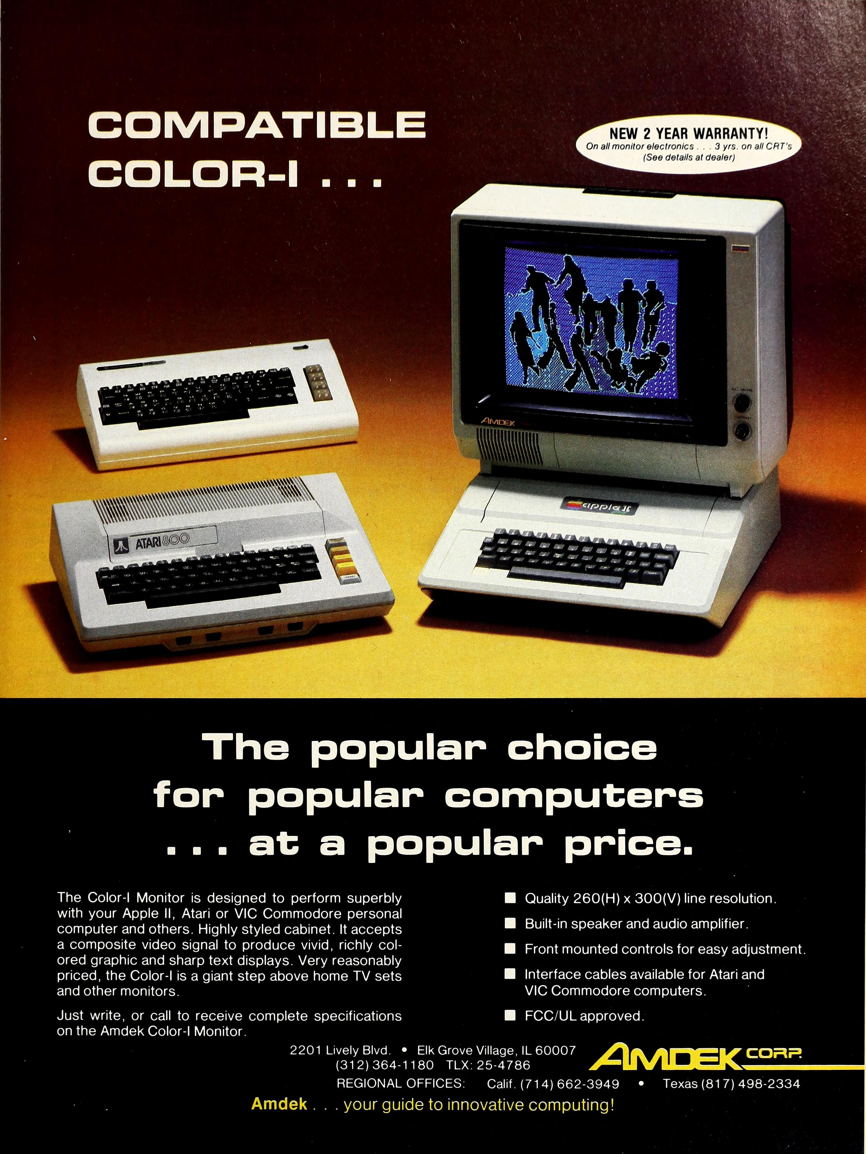 COMPATIBLE
COLOR-I ...
NEW 2 YEAR WARRANTY!
On all monitor electronics . . . 3 yrs. on all CRT's
(See details at dealer)
AMDEK
apple II
ATARI 800
The popular choice
for popular computers
... at a popular price.
The Color-I Monitor is designed to perform superbly
with your Apple II, Atari or VIC Commodore personal
computer and others. Highly styled cabinet. It accepts
a composite video signal to produce vivid, richly col-
ored graphic and sharp text displays. Very reasonably
priced, the Color-I is a giant step above home TV sets
and other monitors.
Just write, or call to receive complete specifications
on the Amdek Color-I Monitor.
■ Quality 260(H) x 300(V) line resolution.
■ Built-in speaker and audio amplifier.
■ Front mounted controls for easy adjustment.
■ Interface cables available for Atari and
VIC Commodore computers.
■ FCC/UL approved.
2201 Lively Blvd. • Elk Grove Village, IL 60007
(312) 364-1180 TLX: 25-4786
REGIONAL OFFICES: Calif. (714) 662-3949 • Texas (817) 498-2334
AMDEK CORP.
Amdek . . . your guide to innovative computing!